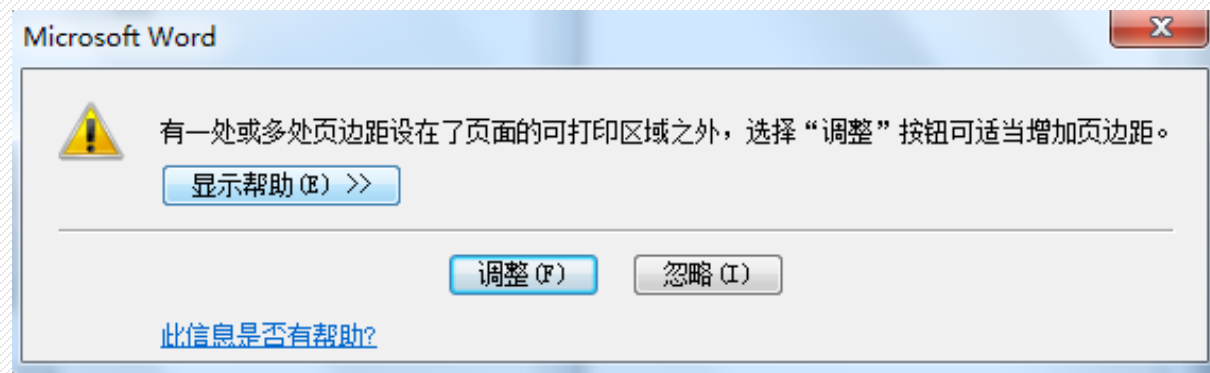 Microsoft Word
X
有一处或多处页边距设在了页面的可打印区域之外，选择“调整”按钮可适当增加页边距。
显示帮助(E) >>
调整(F) 忽略(I)
此信息是否有帮助?